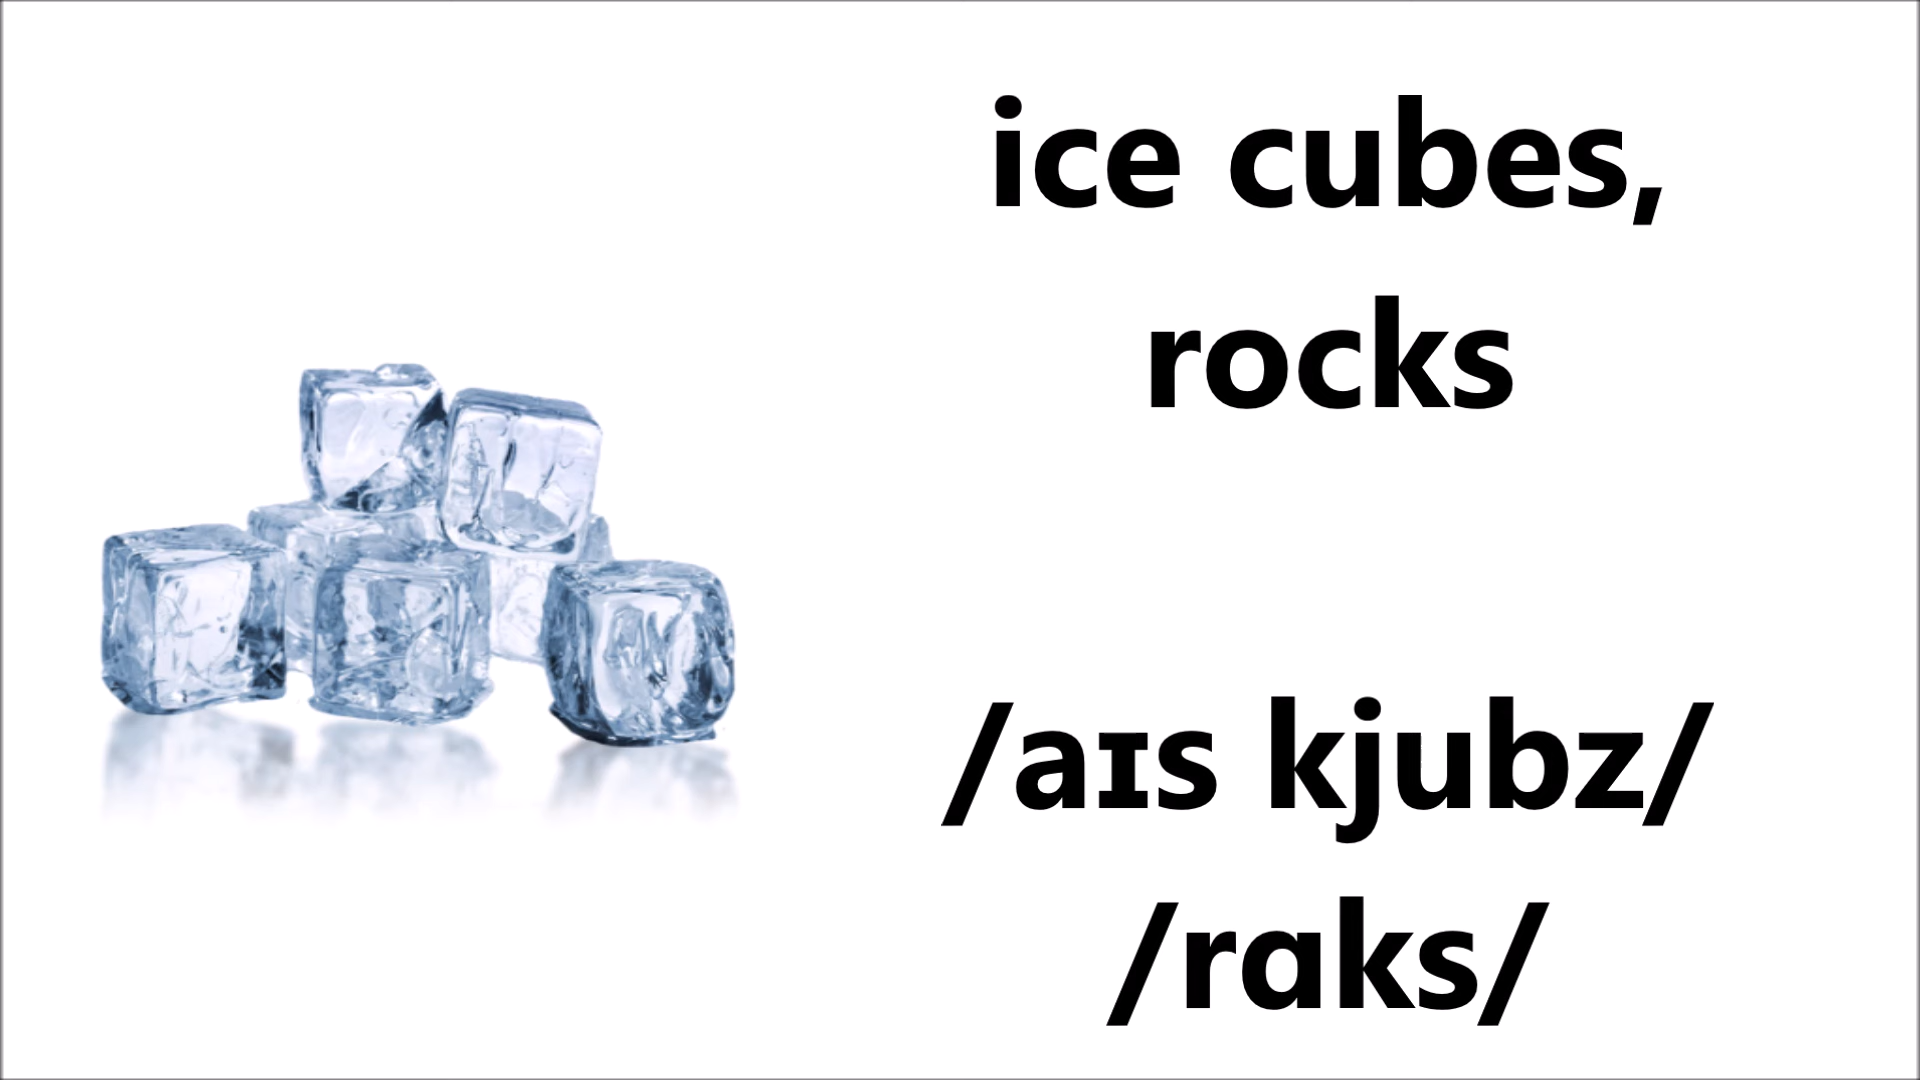 ice cubes,
rocks
/aɪs kjubz/
/rɑks/